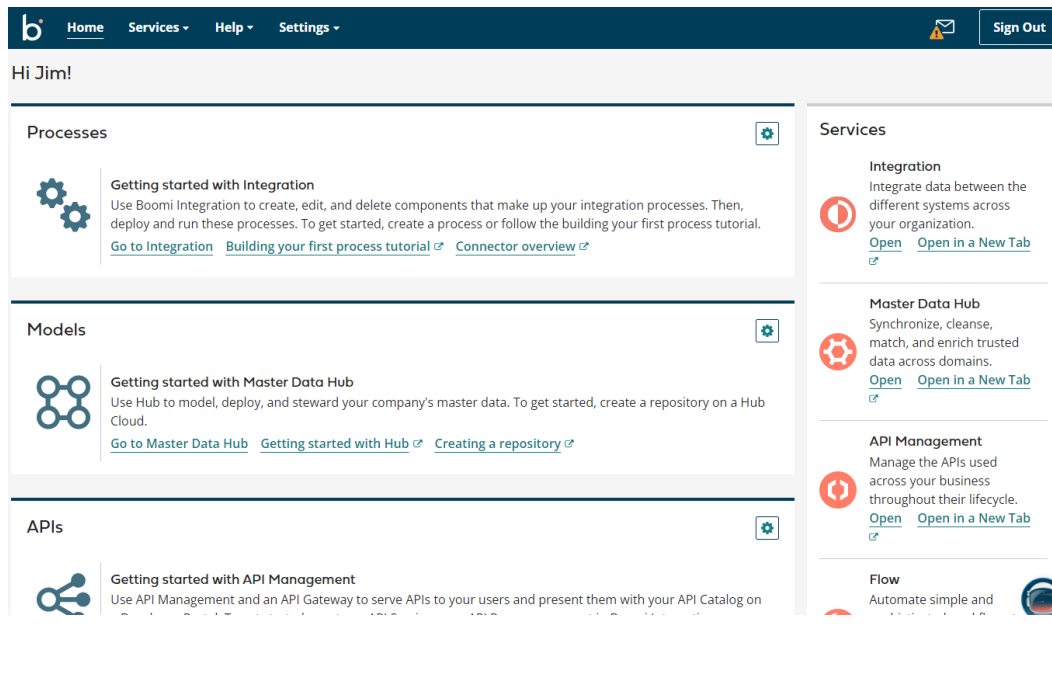 b Home Services Help Settings Sign Out
Hi Jim!
Processes
Getting started with Integration
Use Boomi Integration to create, edit, and delete components that make up your integration processes. Then,
deploy and run these processes. To get started, create a process or follow the building your first process tutorial.
Go to Integration Building your first process tutorial Connector overview
Models
Getting started with Master Data Hub
Use Hub to model, deploy, and steward your company's master data. To get started, create a repository on a Hub
Cloud.
Go to Master Data Hub Getting started with Hub Creating a repository
APIs
Getting started with API Management
Use API Management and an API Gateway to serve APIs to your users and present them with your API Catalog on
Services
Integration
Integrate data between the
different systems across
your organization.
Open Open in a New Tab
Master Data Hub
Synchronize, cleanse,
match, and enrich trusted
data across domains.
Open Open in a New Tab
API Management
Manage the APIs used
across your business
throughout their lifecycle.
Open Open in a New Tab
Flow
Automate simple and